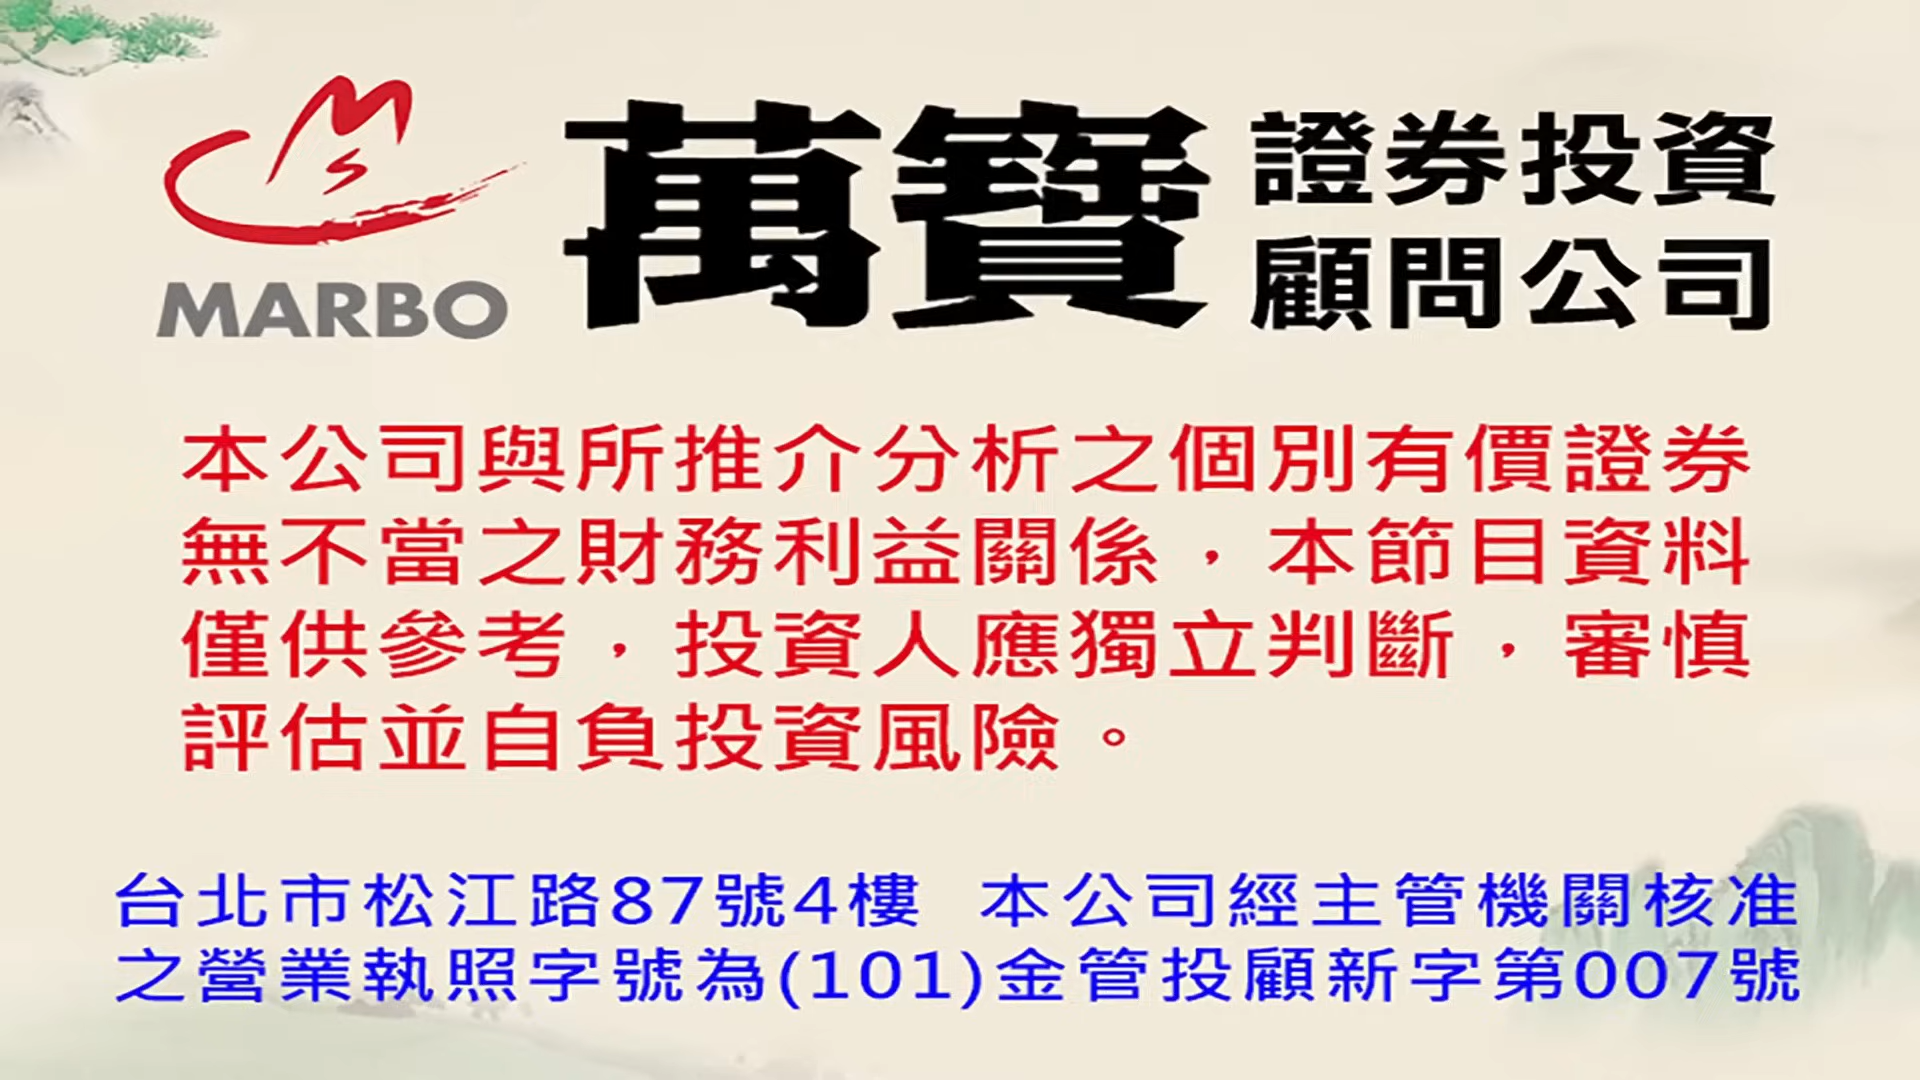 MARBO
萬寶
證券投資
顧問公司
本公司與所推介分析之個別有價證券
無不當之財務利益關係，本節目資料
僅供參考，投資人應獨立判斷，審慎
評估並自負投資風險。
台北市松江路87號4樓 本公司經主管機關核准
之營業執照字號為(101)金管投顧新字第007號